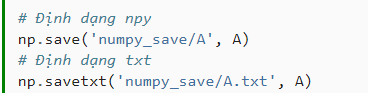 # Định dạng npy
np.save('numpy_save/A', A)
# Định dạng txt
np.savetxt('numpy_save/A.txt', A)